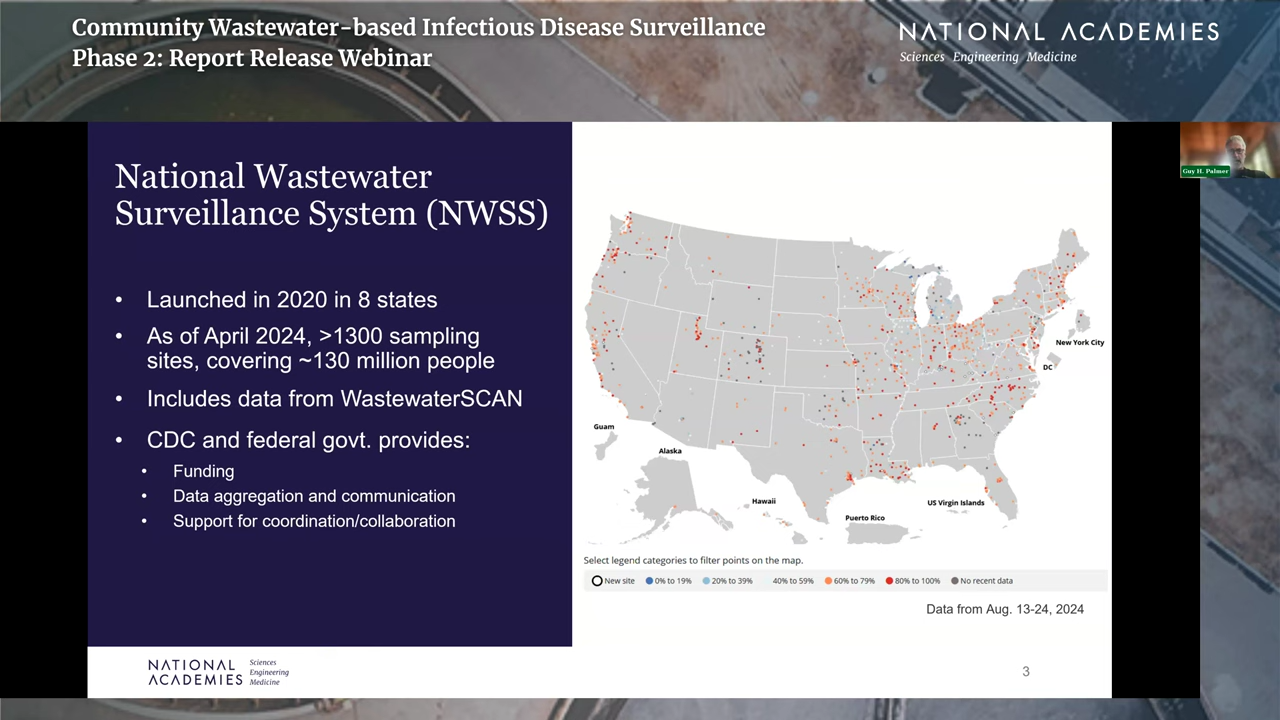 Community Wastewater-based Infectious Disease Surveillance
Phase 2: Report Release Webinar
NATIONAL ACADEMIES
Sciences Engineering Medicine
Guy H. Palmer
National Wastewater
Surveillance System (NWSS)
• Launched in 2020 in 8 states
• As of April 2024, >1300 sampling
sites, covering ~130 million people
• Includes data from WastewaterSCAN
• CDC and federal govt. provides:
• Funding
• Data aggregation and communication
• Support for coordination/collaboration
New York City
DC
Guam
Alaska
Hawaii
US Virgin Islands
Puerto Rico
Select legend categories to filter points on the map.
New site 0% to 19% 20% to 39% 40% to 59% 60% to 79% 80% to 100% No recent data
Data from Aug. 13-24, 2024
NATIONAL
ACADEMIES
Sciences
Engineering
Medicine
3